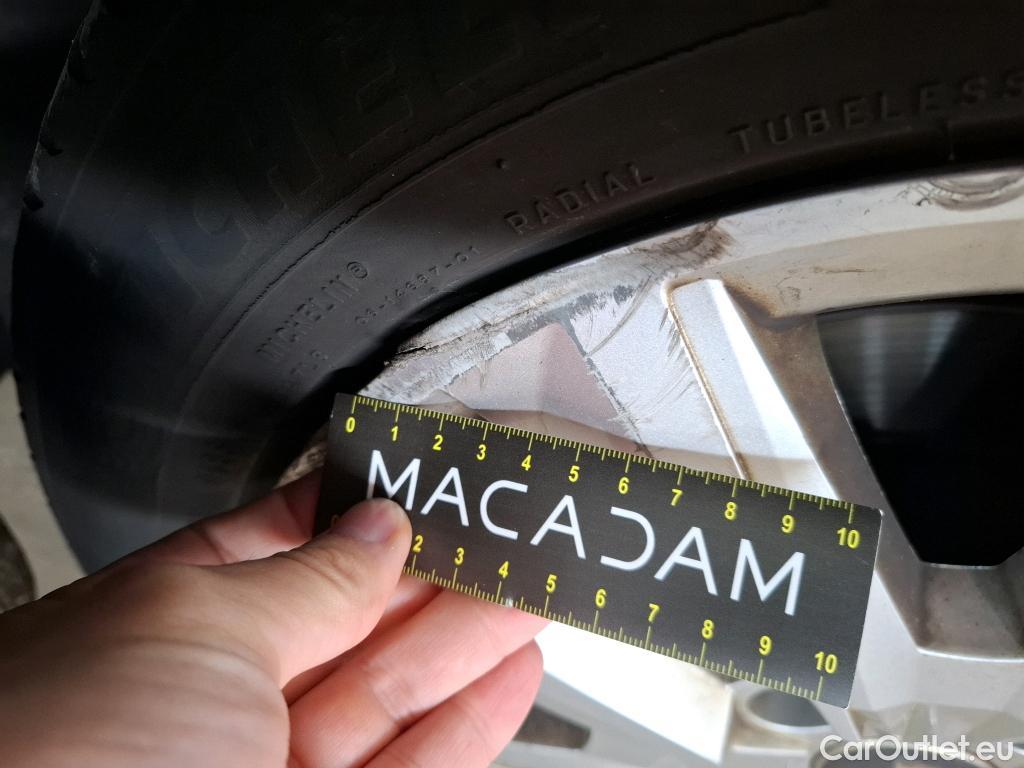 TUBELESS
RADIAL
MICHELIN®
0 1 2 3 4 5 6 7 8 9 10
MACADAM
2 3 4 5 6 7 8 9 10
CarOutlet.eu